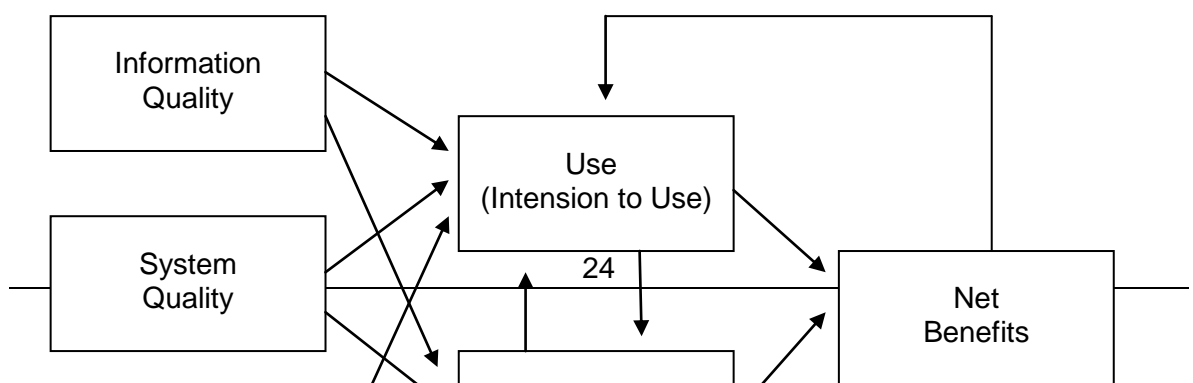 Information
Quality
Use
(Intension to Use)
System
Quality
24
Net
Benefits